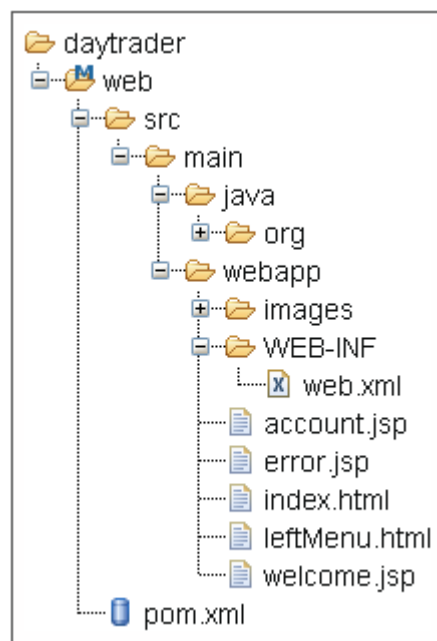 daytrader
web
src
main
java
org
webapp
images
WEB-INF
web.xml
account.jsp
error.jsp
index.html
leftMenu.html
welcome.jsp
pom.xml